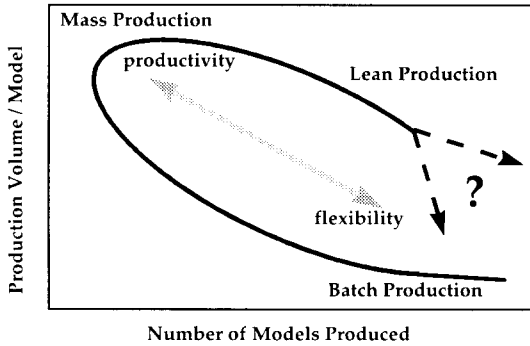 Mass Production
productivity
Lean Production
Production Volume / Model
?
flexibility
Batch Production
Number of Models Produced